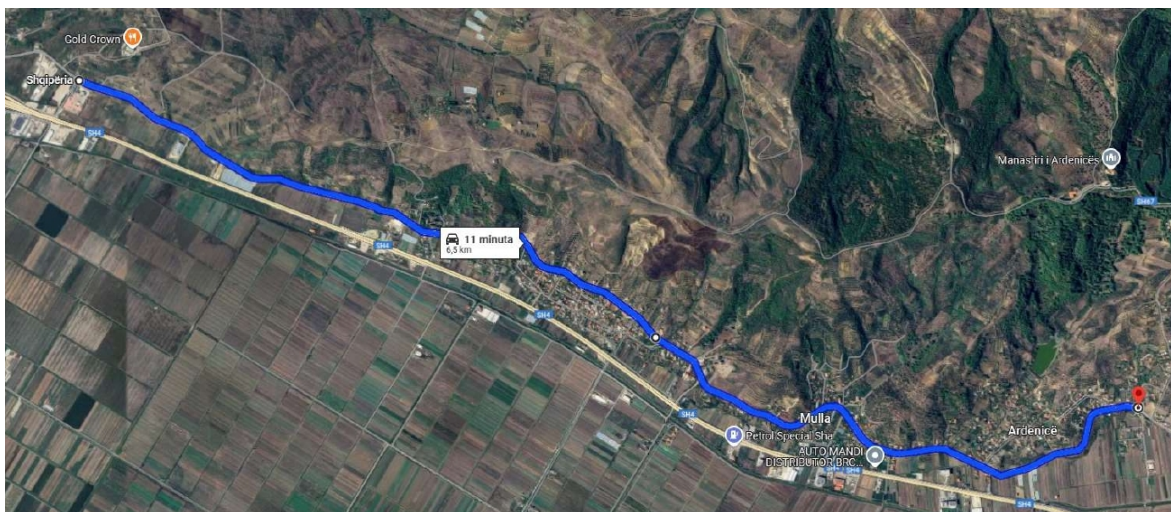 Gold Crown
Shqipëria
SH4
Manastiri i Ardenicës
11 minuta
6,5 km
SH4
SH4
SH4
Mulla
Petrol Special Sha
AUTO MANDI
DISTRIBUTOR BRC...
Ardenicë
SH4
SH4